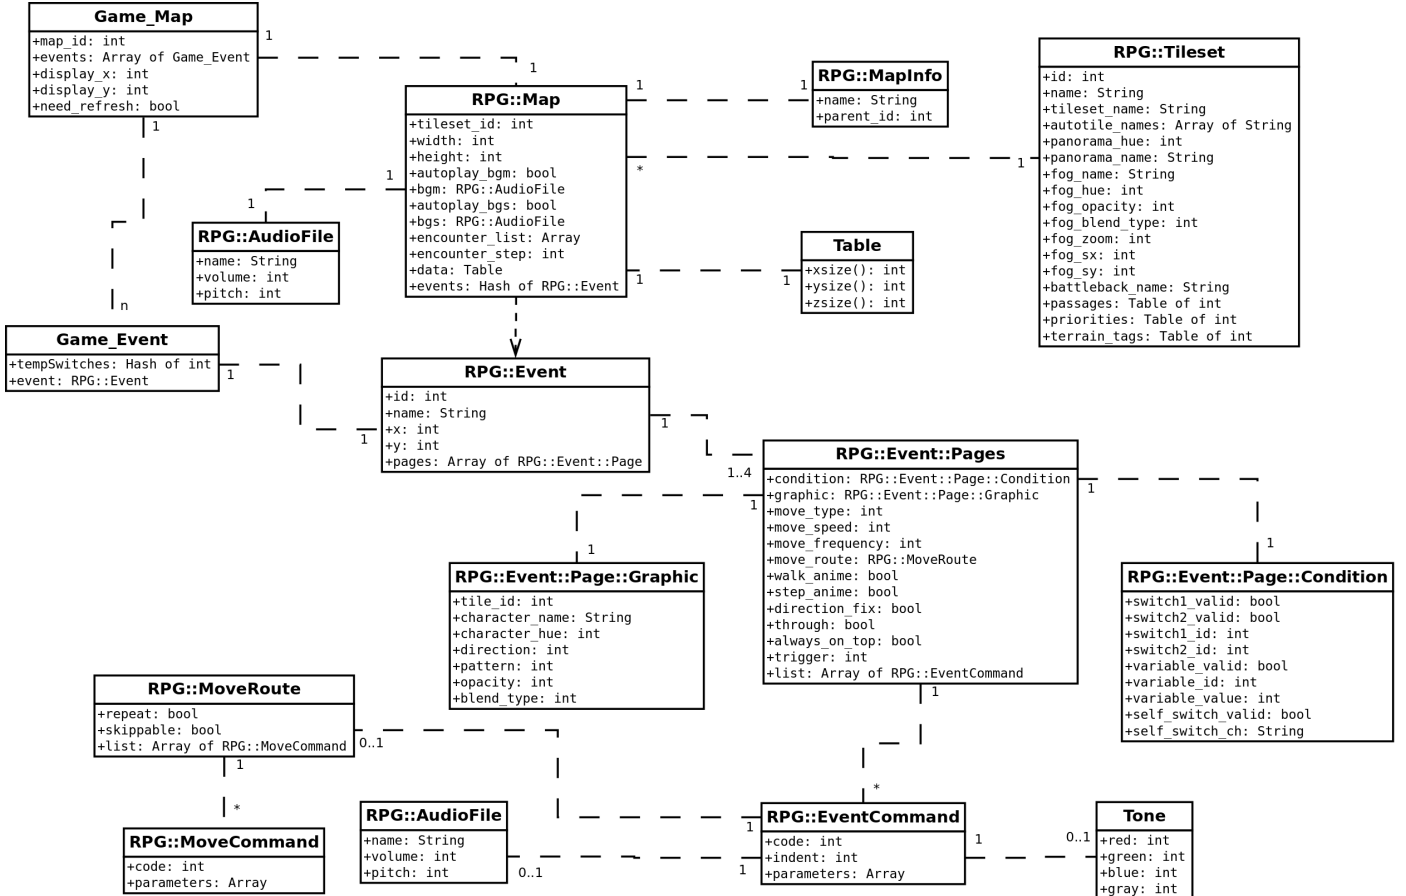 Game_Map
+map_id: int
+events: Array of Game_Event
+display_x: int
+display_y: int
+need_refresh: bool
1
1
1
n
RPG::Map
+tileset_id: int
+width: int
+height: int
+autoplay_bgm: bool
+bgm: RPG::AudioFile
+autoplay_bgs: bool
+bgs: RPG::AudioFile
+encounter_list: Array
+encounter_step: int
+data: Table
+events: Hash of RPG::Event
1
1
RPG::MapInfo
+name: String
+parent_id: int
*
1
RPG::Tileset
+id: int
+name: String
+tileset_name: String
+autotile_names: Array of String
+panorama_hue: int
+panorama_name: String
+fog_name: String
+fog_hue: int
+fog_opacity: int
+fog_blend_type: int
+fog_zoom: int
+fog_sx: int
+fog_sy: int
+battleback_name: String
+passages: Table of int
+priorities: Table of int
+terrain_tags: Table of int
1
1
RPG::AudioFile
+name: String
+volume: int
+pitch: int
1
1
Table
+xsize(): int
+ysize(): int
+zsize(): int
Game_Event
+tempSwitches: Hash of int
+event: RPG::Event
1
1
RPG::Event
+id: int
+name: String
+x: int
+y: int
+pages: Array of RPG::Event::Page
1
1..4
RPG::Event::Pages
+condition: RPG::Event::Page::Condition
+graphic: RPG::Event::Page::Graphic
+move_type: int
+move_speed: int
+move_frequency: int
+move_route: RPG::MoveRoute
+walk_anime: bool
+step_anime: bool
+direction_fix: bool
+through: bool
+always_on_top: bool
+trigger: int
+list: Array of RPG::EventCommand
1
1
RPG::Event::Page::Graphic
+tile_id: int
+character_name: String
+character_hue: int
+direction: int
+pattern: int
+opacity: int
+blend_type: int
1
1
RPG::Event::Page::Condition
+switch1_valid: bool
+switch2_valid: bool
+switch1_id: int
+switch2_id: int
+variable_valid: bool
+variable_id: int
+variable_value: int
+self_switch_valid: bool
+self_switch_ch: String
RPG::MoveRoute
+repeat: bool
+skippable: bool
+list: Array of RPG::MoveCommand
0..1
1
1
*
RPG::MoveCommand
+code: int
+parameters: Array
RPG::AudioFile
+name: String
+volume: int
+pitch: int
0..1
1
1
*
RPG::EventCommand
+code: int
+indent: int
+parameters: Array
1
0..1
Tone
+red: int
+green: int
+blue: int
+gray: int